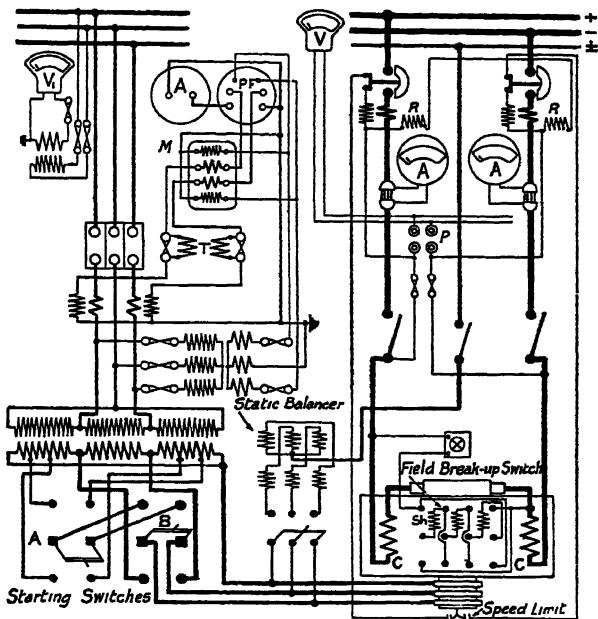 V
+
-
±
V₁
A
PF
R
R
M
A
A
T
P
Static Balancer
Field Break-up Switch
Sh
A
B
C
C
Starting Switches
Speed Limit